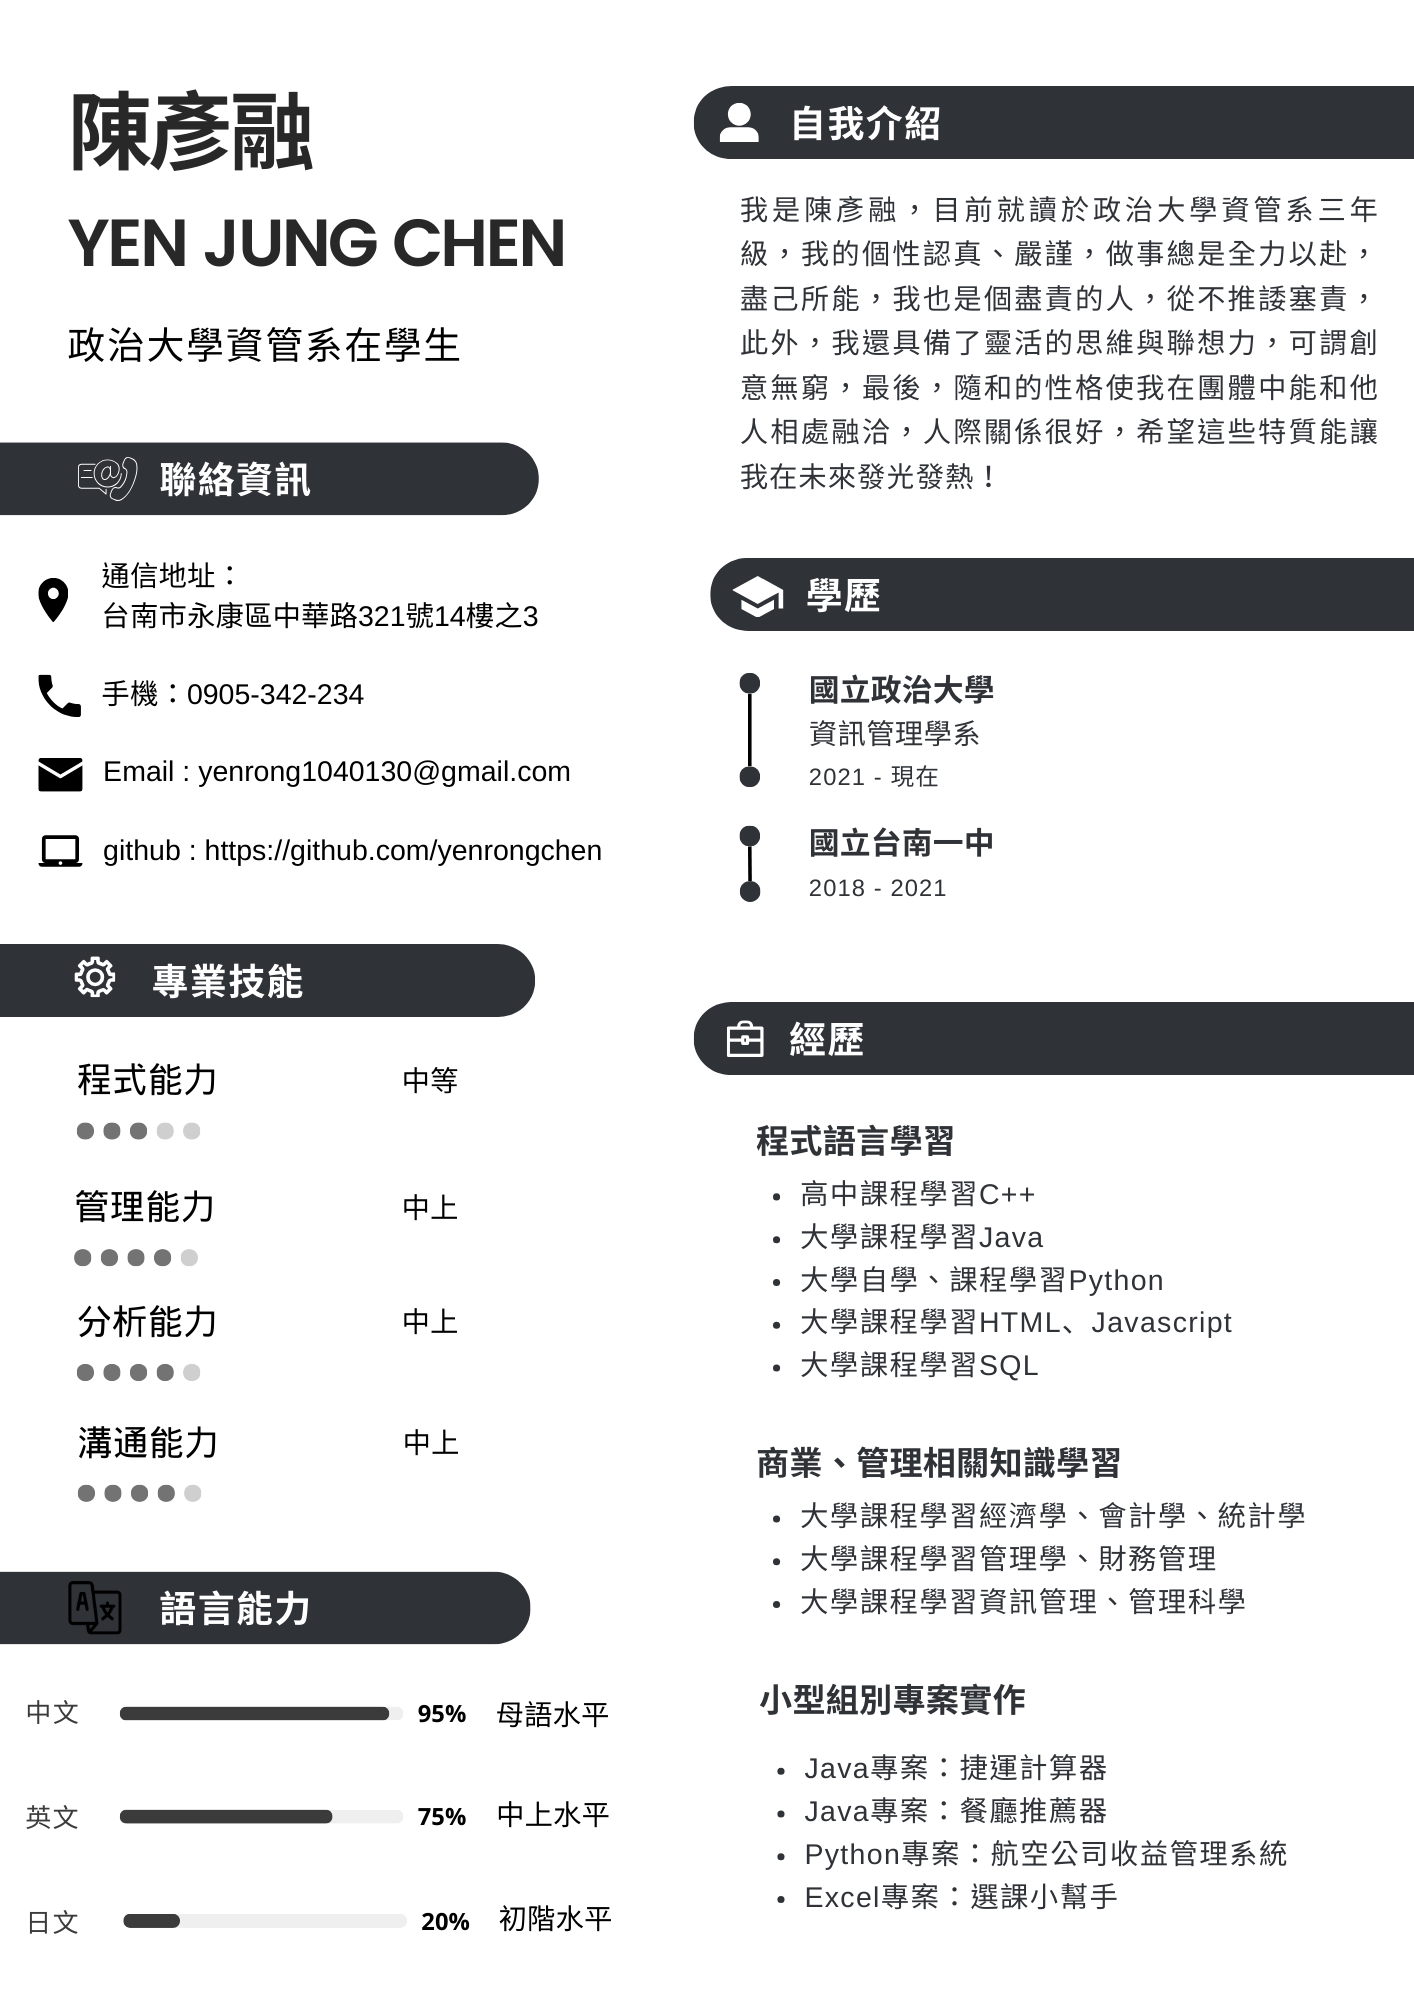 陳彥融
YEN JUNG CHEN
政治大學資管系在學生
聯絡資訊
通信地址：
台南市永康區中華路321號14樓之3
手機：0905-342-234
Email : yenrong1040130@gmail.com
github : https://github.com/yenrongchen
專業技能
程式能力 中等
管理能力 中上
分析能力 中上
溝通能力 中上
語言能力
中文 95% 母語水平
英文 75% 中上水平
日文 20% 初階水平
自我介紹
我是陳彥融，目前就讀於政治大學資管系三年
級，我的個性認真、嚴謹，做事總是全力以赴，
盡己所能，我也是個盡責的人，從不推諉塞責，
此外，我還具備了靈活的思維與聯想力，可謂創
意無窮，最後，隨和的性格使我在團體中能和他
人相處融洽，人際關係很好，希望這些特質能讓
我在未來發光發熱！
學歷
國立政治大學
資訊管理學系
2021 - 現在
國立台南一中
2018 - 2021
經歷
程式語言學習
• 高中課程學習C++
• 大學課程學習Java
• 大學自學、課程學習Python
• 大學課程學習HTML、Javascript
• 大學課程學習SQL
商業、管理相關知識學習
• 大學課程學習經濟學、會計學、統計學
• 大學課程學習管理學、財務管理
• 大學課程學習資訊管理、管理科學
小型組別專案實作
• Java專案：捷運計算器
• Java專案：餐廳推薦器
• Python專案：航空公司收益管理系統
• Excel專案：選課小幫手